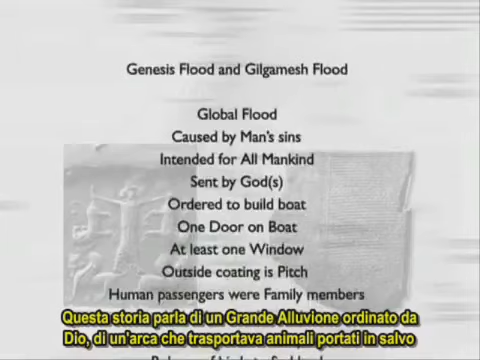 Genesis Flood and Gilgamesh Flood
Global Flood
Caused by Man's sins
Intended for All Mankind
Sent by God(s)
Ordered to build boat
One Door on Boat
At least one Window
Outside coating is Pitch
Human passengers were Family members
Questa storia parla di un Grande Alluvione ordinato da
Dio, di un'arca che trasportava animali portati in salvo